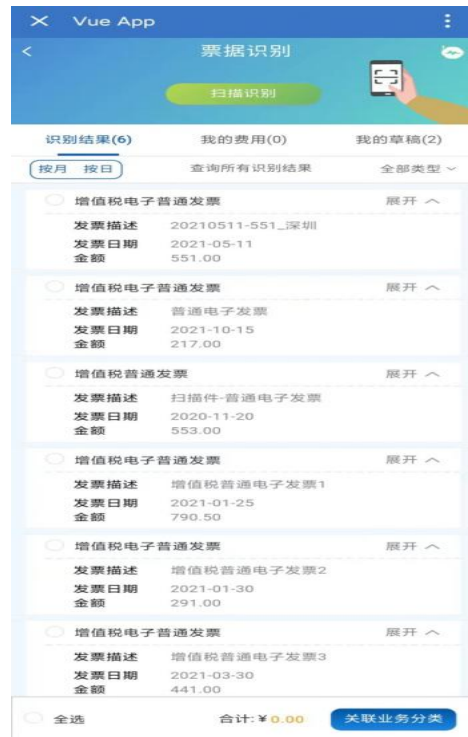 Vue App
票据识别
扫描识别
识别结果(6) 我的费用(0) 我的草稿(2)
按月 按日 查询所有识别结果 全部类型
增值税电子普通发票 展开
发票描述 20210511-551_深圳
发票日期 2021-05-11
金额 551.00
增值税电子普通发票 展开
发票描述 普通电子发票
发票日期 2021-10-15
金额 217.00
增值税普通发票 展开
发票描述 扫描件-普通电子发票
发票日期 2020-11-20
金额 553.00
增值税电子普通发票 展开
发票描述 增值税普通电子发票1
发票日期 2021-01-25
金额 790.50
增值税电子普通发票 展开
发票描述 增值税普通电子发票2
发票日期 2021-01-30
金额 291.00
增值税电子普通发票 展开
发票描述 增值税普通电子发票3
发票日期 2021-03-30
金额 441.00
全选 合计:¥0.00 关联业务分类